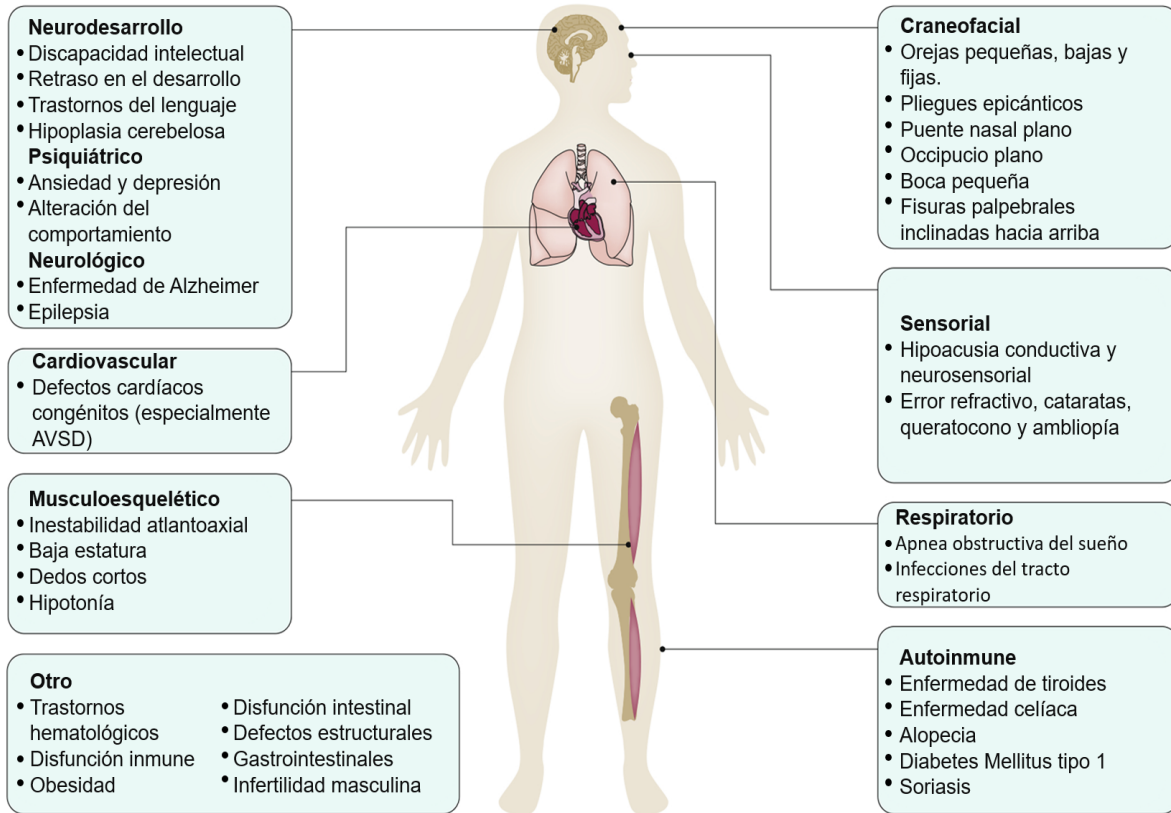 Neurodesarrollo
• Discapacidad intelectual
• Retraso en el desarrollo
• Trastornos del lenguaje
• Hipoplasia cerebelosa
Psiquiátrico
• Ansiedad y depresión
• Alteración del
comportamiento
Neurológico
• Enfermedad de Alzheimer
• Epilepsia
Cardiovascular
• Defectos cardíacos
congénitos (especialmente
AVSD)
Musculoesquelético
• Inestabilidad atlantoaxial
• Baja estatura
• Dedos cortos
• Hipotonía
Otro
• Trastornos
hematológicos
• Disfunción inmune
• Obesidad
• Disfunción intestinal
• Defectos estructurales
• Gastrointestinales
• Infertilidad masculina
Craneofacial
• Orejas pequeñas, bajas y
fijas.
• Pliegues epicánticos
• Puente nasal plano
• Occipucio plano
• Boca pequeña
• Fisuras palpebrales
inclinadas hacia arriba
Sensorial
• Hipoacusia conductiva y
neurosensorial
• Error refractivo, cataratas,
queratocono y ambliopía
Respiratorio
• Apnea obstructiva del sueño
• Infecciones del tracto
respiratorio
Autoinmune
• Enfermedad de tiroides
• Enfermedad celíaca
• Alopecia
• Diabetes Mellitus tipo 1
• Soriasis